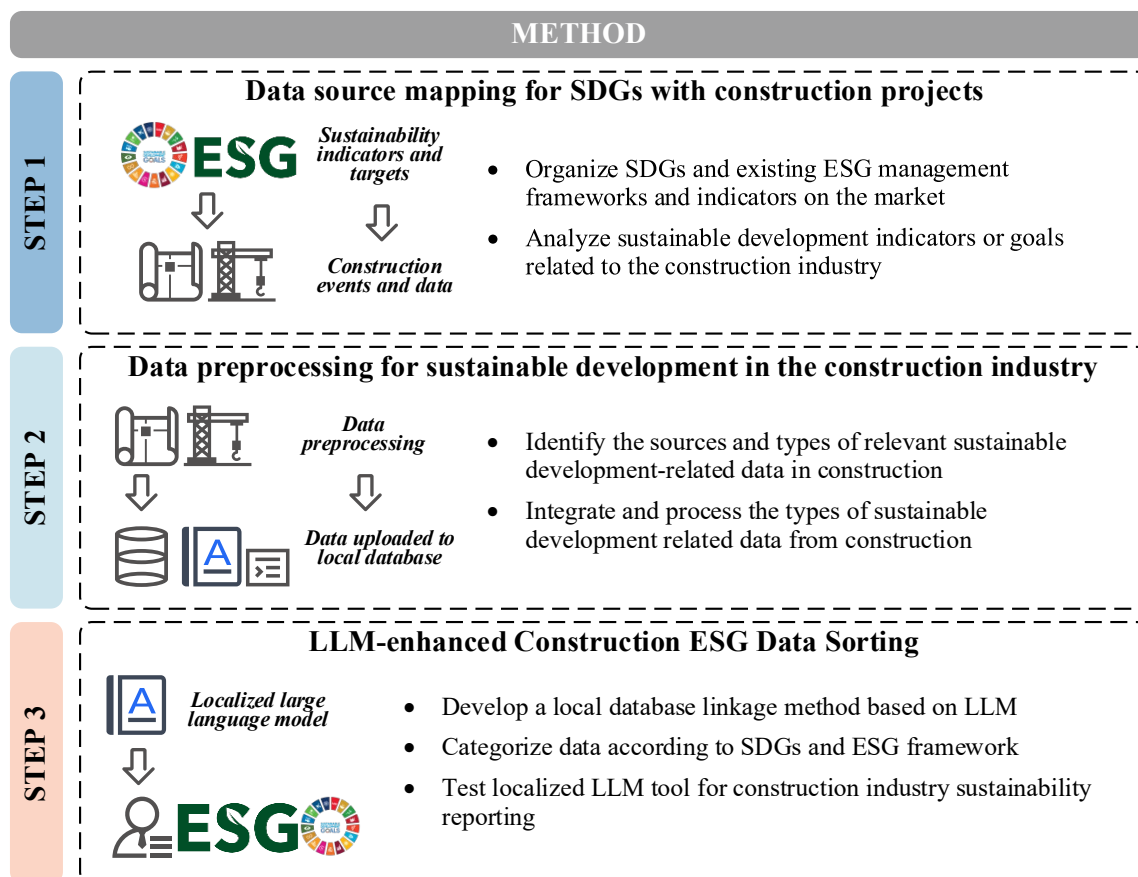 METHOD
STEP 1
Data source mapping for SDGs with construction projects
ESG
Sustainability
indicators and
targets
Construction
events and data
• Organize SDGs and existing ESG management
frameworks and indicators on the market
• Analyze sustainable development indicators or goals
related to the construction industry
STEP 2
Data preprocessing for sustainable development in the construction industry
Data
preprocessing
A
Data uploaded to
local database
• Identify the sources and types of relevant sustainable
development-related data in construction
• Integrate and process the types of sustainable
development related data from construction
STEP 3
LLM-enhanced Construction ESG Data Sorting
A
Localized large
language model
ESG
• Develop a local database linkage method based on LLM
• Categorize data according to SDGs and ESG framework
• Test localized LLM tool for construction industry sustainability
reporting